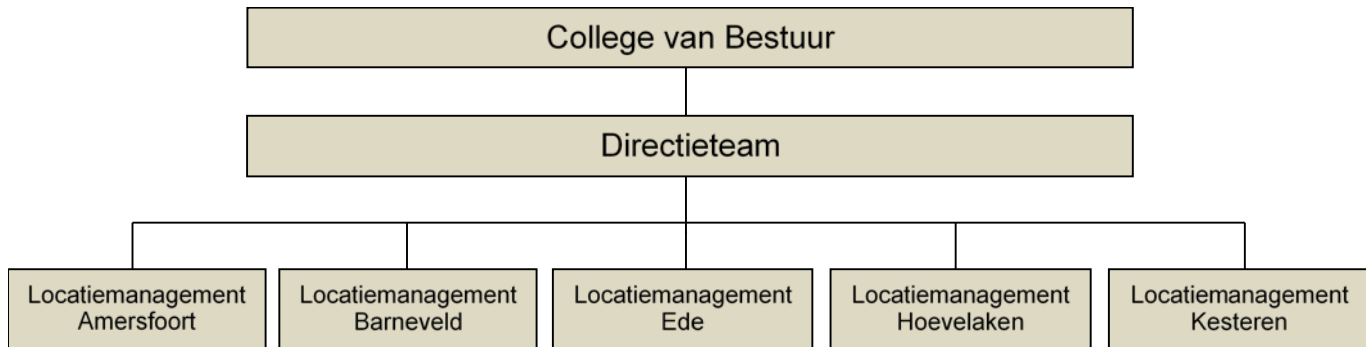 College van Bestuur
Directieteam
Locatiemanagement
Amersfoort
Locatiemanagement
Barneveld
Locatiemanagement
Ede
Locatiemanagement
Hoevelaken
Locatiemanagement
Kesteren